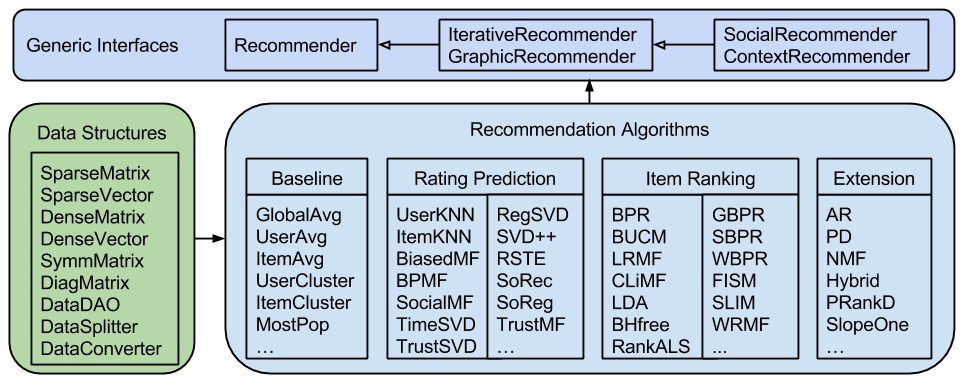 Generic Interfaces
Recommender
IterativeRecommender
GraphicRecommender
SocialRecommender
ContextRecommender
Data Structures
SparseMatrix
SparseVector
DenseMatrix
DenseVector
SymmMatrix
DiagMatrix
DataDAO
DataSplitter
DataConverter
Recommendation Algorithms
Baseline
GlobalAvg
UserAvg
ItemAvg
UserCluster
ItemCluster
MostPop
…
Rating Prediction
UserKNN
ItemKNN
BiasedMF
BPMF
SocialMF
TimeSVD
TrustSVD
RegSVD
SVD++
RSTE
SoRec
SoReg
TrustMF
…
Item Ranking
BPR
BUCM
LRMF
CLiMF
LDA
BHfree
RankALS
GBPR
SBPR
WBPR
FISM
SLIM
WRMF
...
Extension
AR
PD
NMF
Hybrid
PRankD
SlopeOne
…